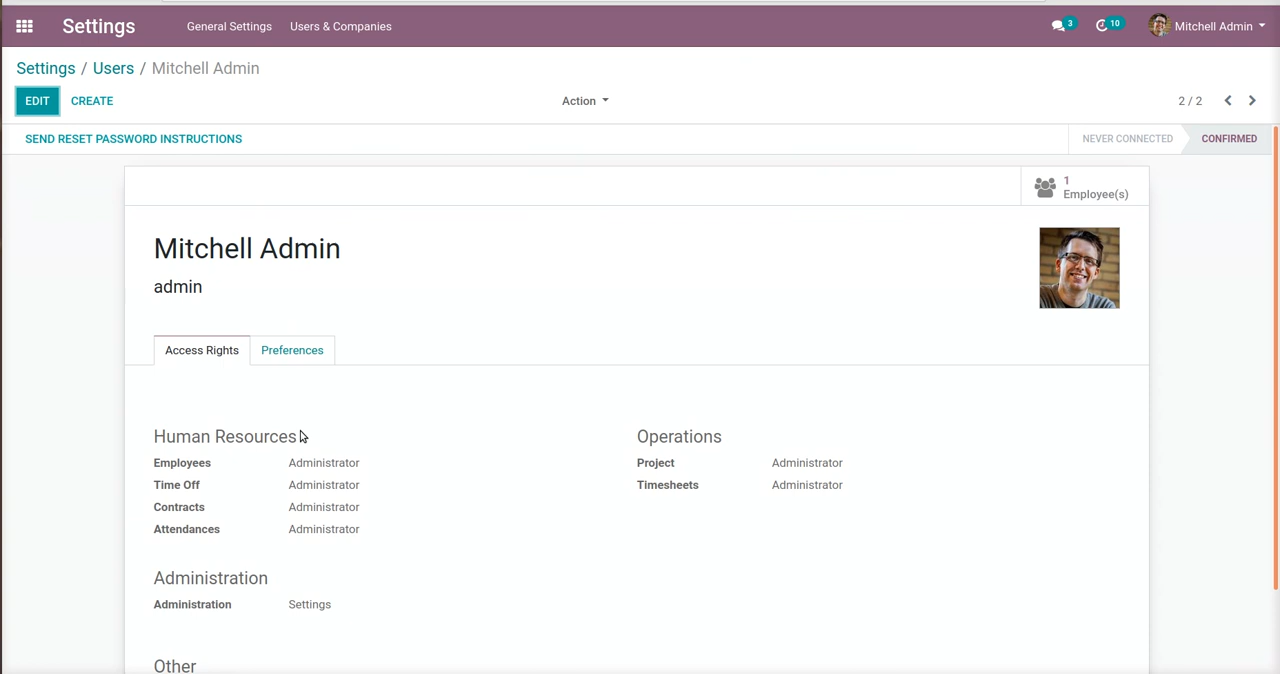 Settings General Settings Users & Companies 3 10 Mitchell Admin
Settings / Users / Mitchell Admin
EDIT CREATE Action 2 / 2
SEND RESET PASSWORD INSTRUCTIONS NEVER CONNECTED CONFIRMED
1
Employee(s)
Mitchell Admin
admin
Access Rights Preferences
Human Resources Operations
Employees Administrator Project Administrator
Time Off Administrator Timesheets Administrator
Contracts Administrator
Attendances Administrator
Administration
Administration Settings
Other